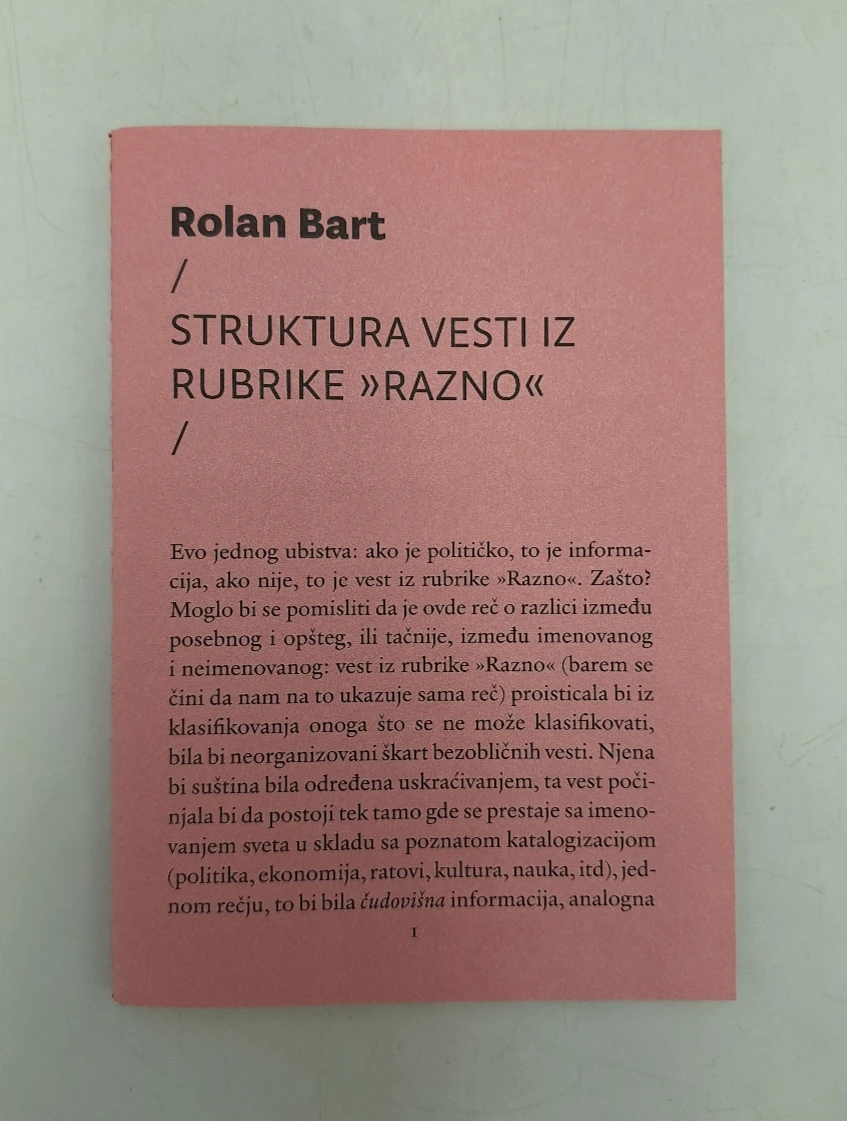 Rolan Bart
/
STRUKTURA VESTI IZ
RUBRIKE »RAZNO«
/
Evo jednog ubistva: ako je političko, to je informa-
cija, ako nije, to je vest iz rubrike »Razno«. Zašto?
Moglo bi se pomisliti da je ovde reč o razlici između
posebnog i opšteg, ili tačnije, između imenovanog
i neimenovanog: vest iz rubrike »Razno« (barem se
čini da nam na to ukazuje sama reč) proisticala bi iz
klasifikovanja onoga što se ne može klasifikovati,
bila bi neorganizovani škart bezobličnih vesti. Njena
bi suština bila određena uskraćivanjem, ta vest poči-
njala bi da postoji tek tamo gde se prestaje sa imeno-
vanjem sveta u skladu sa poznatom katalogizacijom
(politika, ekonomija, ratovi, kultura, nauka, itd), jed-
nom rečju, to bi bila čudovišna informacija, analogna
1